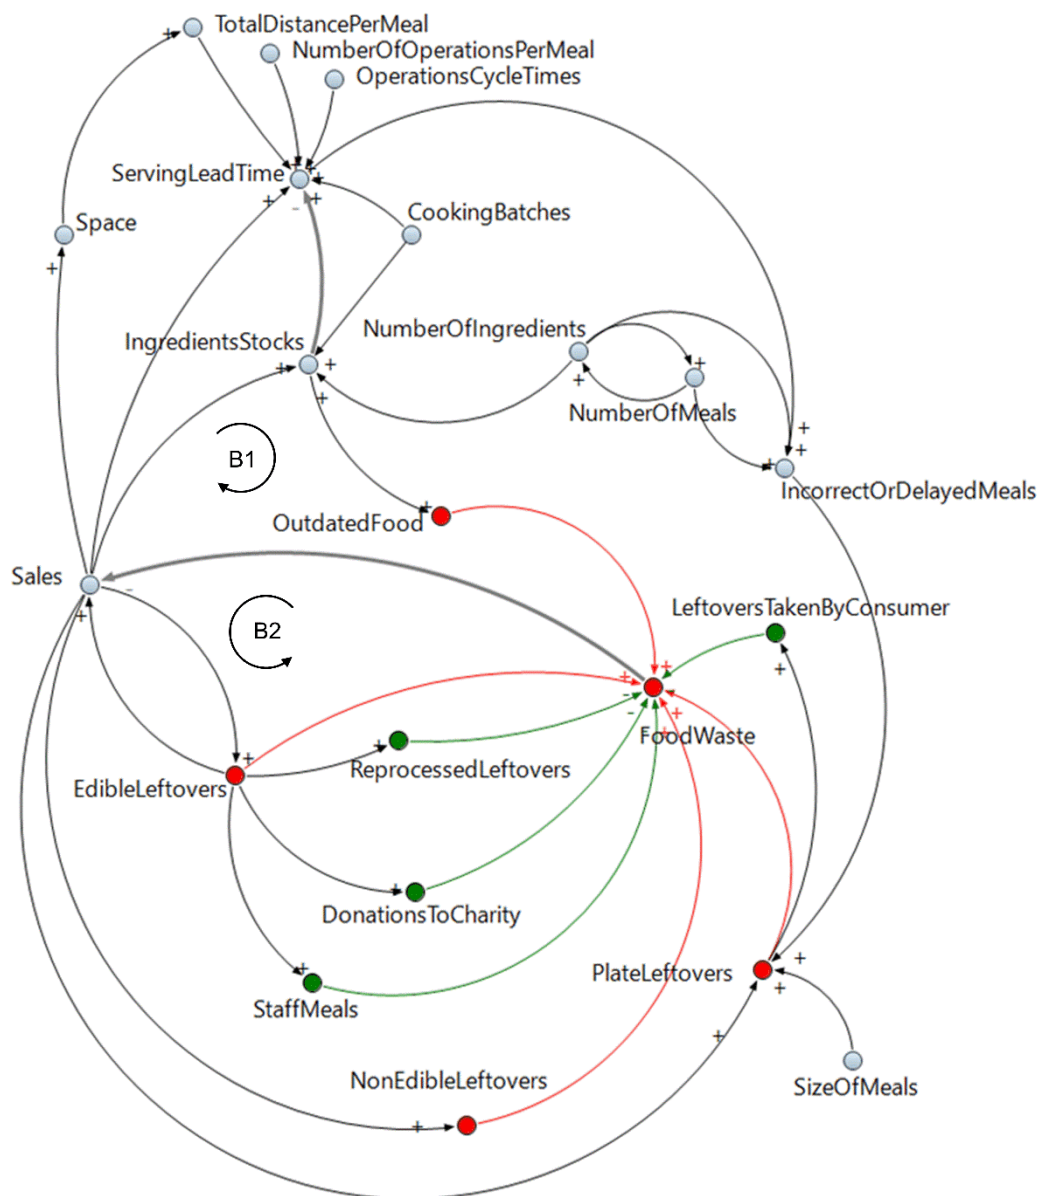 TotalDistancePerMeal
NumberOfOperationsPerMeal
OperationsCycleTimes
ServingLeadTime
CookingBatches
Space
NumberOfIngredients
IngredientsStocks
NumberOfMeals
B1
IncorrectOrDelayedMeals
OutdatedFood
Sales
LeftoversTakenByConsumer
B2
FoodWaste
ReprocessedLeftovers
EdibleLeftovers
DonationsToCharity
PlateLeftovers
StaffMeals
NonEdibleLeftovers
SizeOfMeals